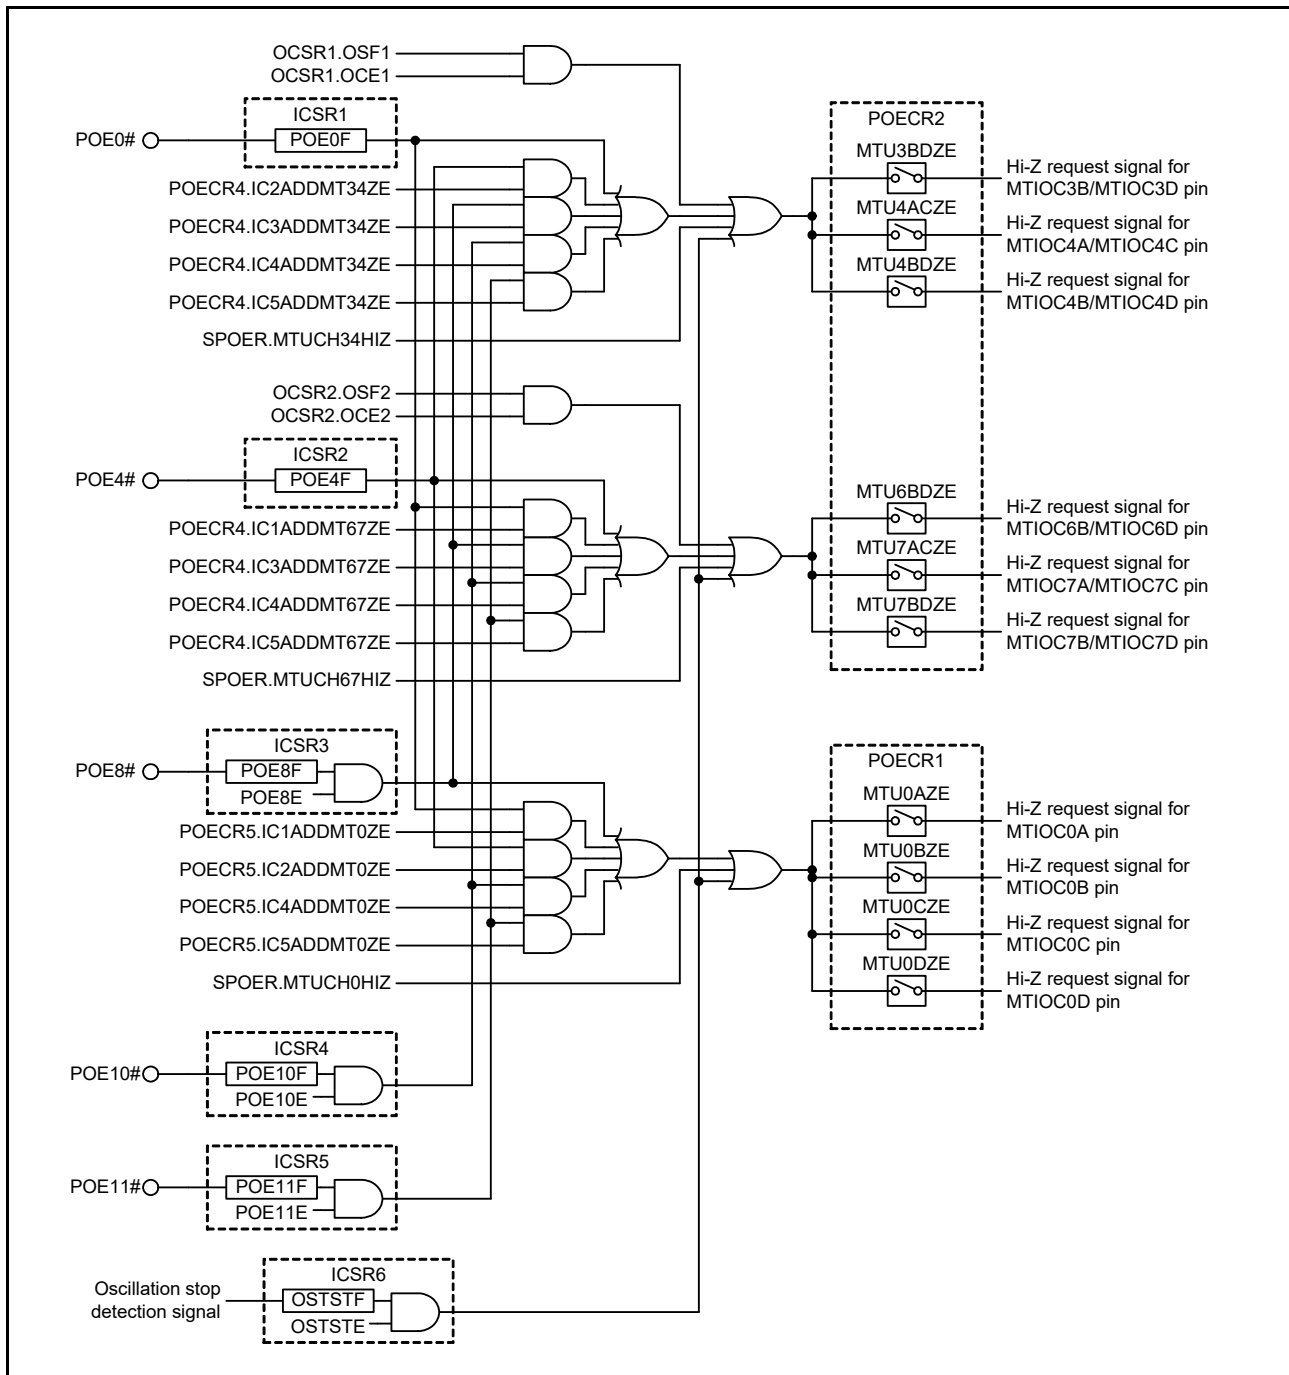 OCSR1.OSF1
OCSR1.OCE1
ICSR1
POE0#
POE0F
POECR4.IC2ADDMT34ZE
POECR4.IC3ADDMT34ZE
POECR4.IC4ADDMT34ZE
POECR4.IC5ADDMT34ZE
SPOER.MTUCH34HIZ
POECR2
MTU3BDZE
Hi-Z request signal for
MTIOC3B/MTIOC3D pin
MTU4ACZE
Hi-Z request signal for
MTIOC4A/MTIOC4C pin
MTU4BDZE
Hi-Z request signal for
MTIOC4B/MTIOC4D pin
OCSR2.OSF2
OCSR2.OCE2
ICSR2
POE4#
POE4F
POECR4.IC1ADDMT67ZE
POECR4.IC3ADDMT67ZE
POECR4.IC4ADDMT67ZE
POECR4.IC5ADDMT67ZE
SPOER.MTUCH67HIZ
MTU6BDZE
Hi-Z request signal for
MTIOC6B/MTIOC6D pin
MTU7ACZE
Hi-Z request signal for
MTIOC7A/MTIOC7C pin
MTU7BDZE
Hi-Z request signal for
MTIOC7B/MTIOC7D pin
ICSR3
POE8#
POE8F
POE8E
POECR5.IC1ADDMT0ZE
POECR5.IC2ADDMT0ZE
POECR5.IC4ADDMT0ZE
POECR5.IC5ADDMT0ZE
SPOER.MTUCH0HIZ
POECR1
MTU0AZE
Hi-Z request signal for
MTIOC0A pin
MTU0BZE
Hi-Z request signal for
MTIOC0B pin
MTU0CZE
Hi-Z request signal for
MTIOC0C pin
MTU0DZE
Hi-Z request signal for
MTIOC0D pin
ICSR4
POE10#
POE10F
POE10E
ICSR5
POE11#
POE11F
POE11E
ICSR6
Oscillation stop
detection signal
OSTSTF
OSTSTE